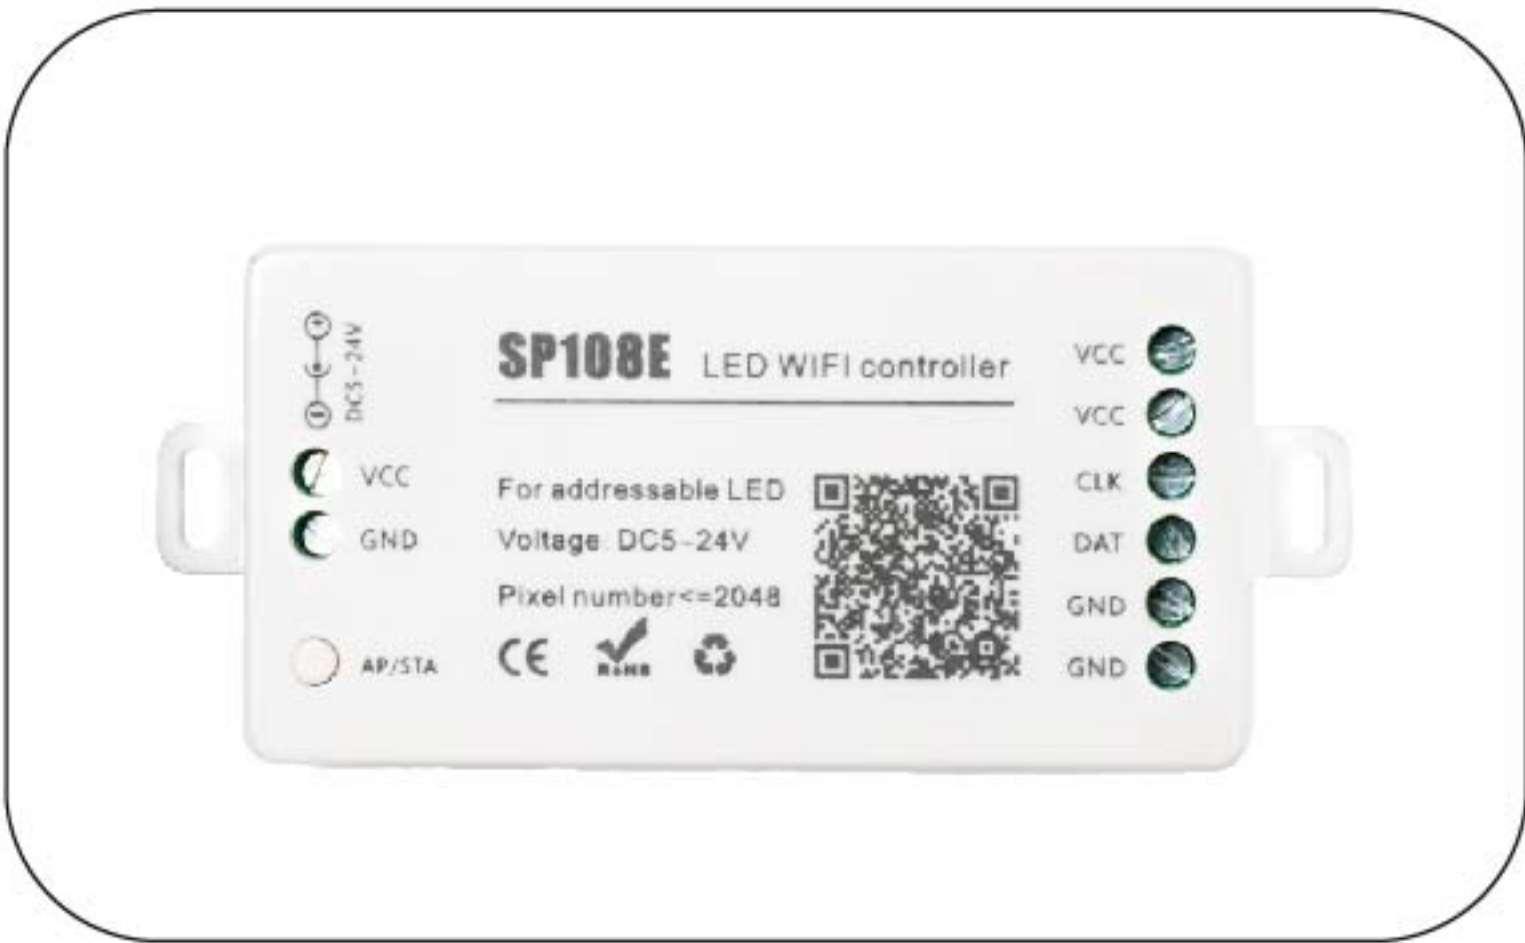 DC5-24V
VCC
GND
AP/STA
SP108E LED WIFI controller
For addressable LED
Voltage: DC5-24V
Pixel number<=2048
CE
RoHS
VCC
VCC
CLK
DAT
GND
GND